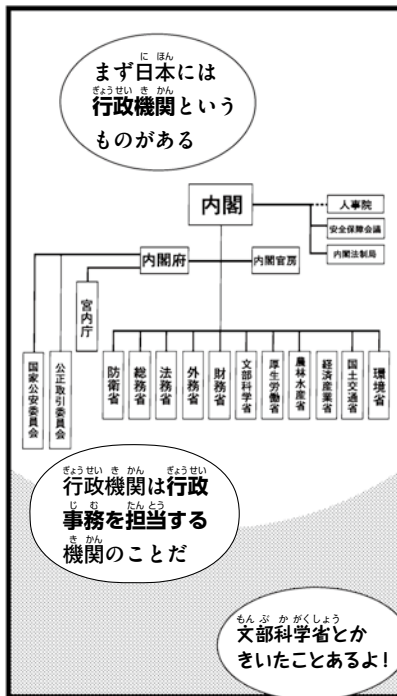 まず日本には
行政機関という
ものがある
内閣
人事院
安全保障会議
内閣法制局
内閣府
内閣官房
宮内庁
国家公安委員会
公正取引委員会
防衛省
総務省
法務省
外務省
財務省
文部科学省
厚生労働省
農林水産省
経済産業省
国土交通省
環境省
行政機関は行政
事務を担当する
機関のことだ
文部科学省とか
きいたことあるよ!